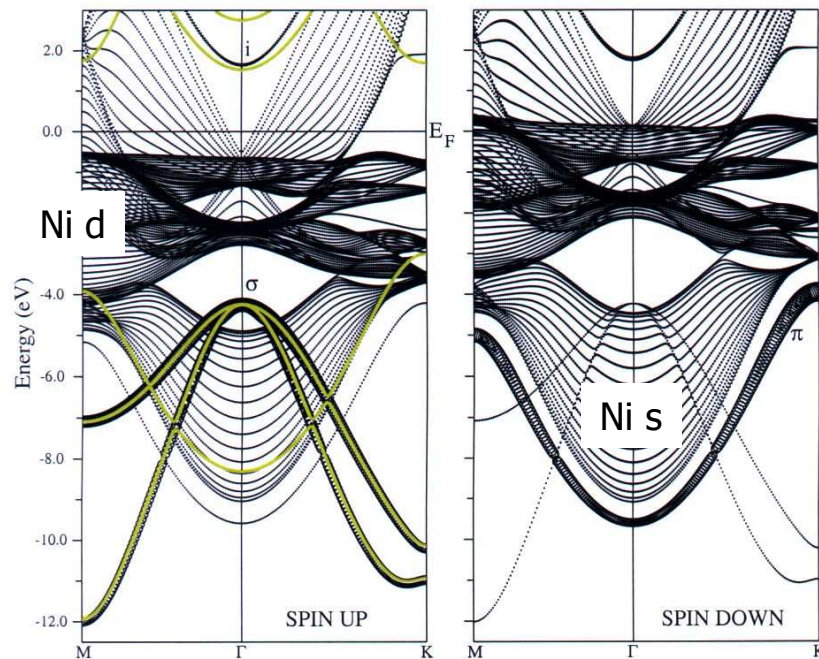 2.0
0.0
-4.0
-6.0
-8.0
-10.0
-12.0
Energy (eV)
i
E_F
Ni d
σ
SPIN UP
M Γ K
π
Ni s
SPIN DOWN
M Γ K